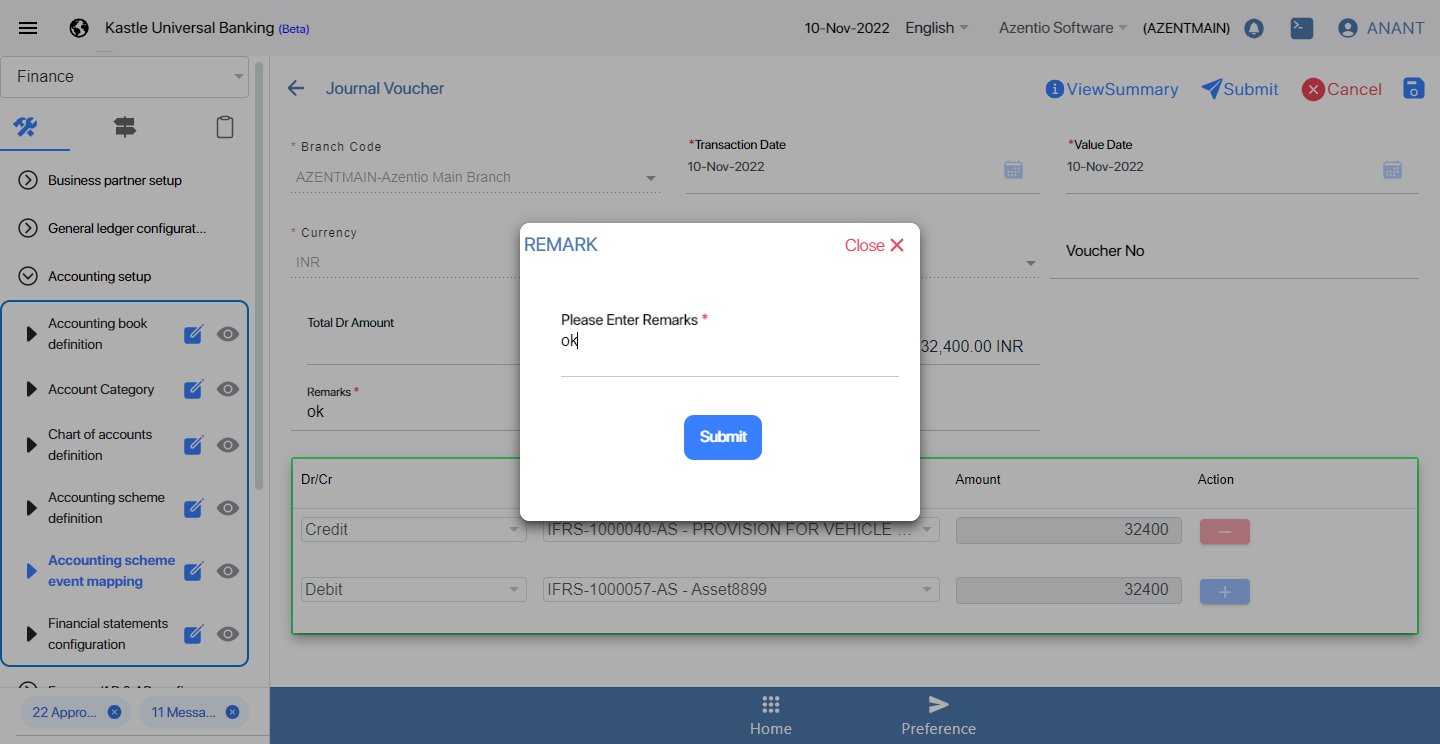 Kastle Universal Banking (Beta)
10-Nov-2022 English Azentio Software (AZENTMAIN) ANANT
Finance
Journal Voucher
ViewSummary Submit Cancel
* Branch Code
AZENTMAIN-Azentio Main Branch
*Transaction Date
10-Nov-2022
*Value Date
10-Nov-2022
Business partner setup
General ledger configurat...
Accounting setup
Accounting book
definition
Account Category
Chart of accounts
definition
Accounting scheme
definition
Accounting scheme
event mapping
Financial statements
configuration
* Currency
INR
Voucher No
Total Dr Amount
32,400.00 INR
Remarks *
ok
REMARK
Close
Please Enter Remarks *
ok
Submit
Dr/Cr Amount Action
Credit IFRS-1000040-AS - PROVISION FOR VEHICLE ... 32400
Debit IFRS-1000057-AS - Asset8899 32400
22 Appro... 11 Messa...
Home Preference